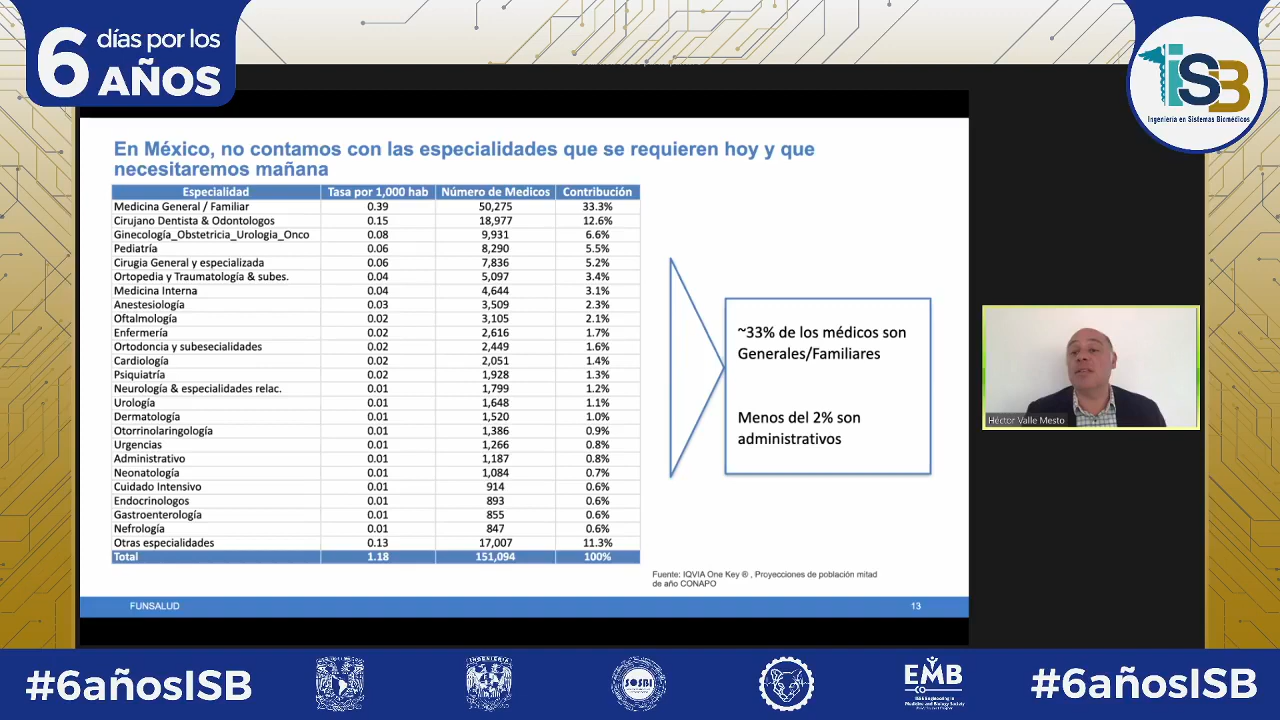 6 días por los
AÑOS
iSB
Ingeniería en Sistemas Biomédicos
En México, no contamos con las especialidades que se requieren hoy y que
necesitaremos mañana
Especialidad Tasa por 1,000 hab Número de Medicos Contribución
Medicina General / Familiar 0.39 50,275 33.3%
Cirujano Dentista & Odontologos 0.15 18,977 12.6%
Ginecología_Obstetricia_Urologia_Onco 0.08 9,931 6.6%
Pediatría 0.06 8,290 5.5%
Cirugia General y especializada 0.06 7,836 5.2%
Ortopedia y Traumatología & subes. 0.04 5,097 3.4%
Medicina Interna 0.04 4,644 3.1%
Anestesiología 0.03 3,509 2.3%
Oftalmología 0.02 3,105 2.1%
Enfermería 0.02 2,616 1.7%
Ortodoncia y subesecialidades 0.02 2,449 1.6%
Cardiología 0.02 2,051 1.4%
Psiquiatría 0.02 1,928 1.3%
Neurología & especialidades relac. 0.01 1,799 1.2%
Urología 0.01 1,648 1.1%
Dermatología 0.01 1,520 1.0%
Otorrinolaringología 0.01 1,386 0.9%
Urgencias 0.01 1,266 0.8%
Administrativo 0.01 1,187 0.8%
Neonatología 0.01 1,084 0.7%
Cuidado Intensivo 0.01 914 0.6%
Endocrinologos 0.01 893 0.6%
Gastroenterología 0.01 855 0.6%
Nefrología 0.01 847 0.6%
Otras especialidades 0.13 17,007 11.3%
Total 1.18 151,094 100%
~33% de los médicos son
Generales/Familiares
Menos del 2% son
administrativos
Héctor Valle Mesto
Fuente: IQVIA One Key ® , Proyecciones de población mitad
de año CONAPO
FUNSALUD 13
#6añosISB
INGENIERÍA
SOSBI
EMB
#6añosISB